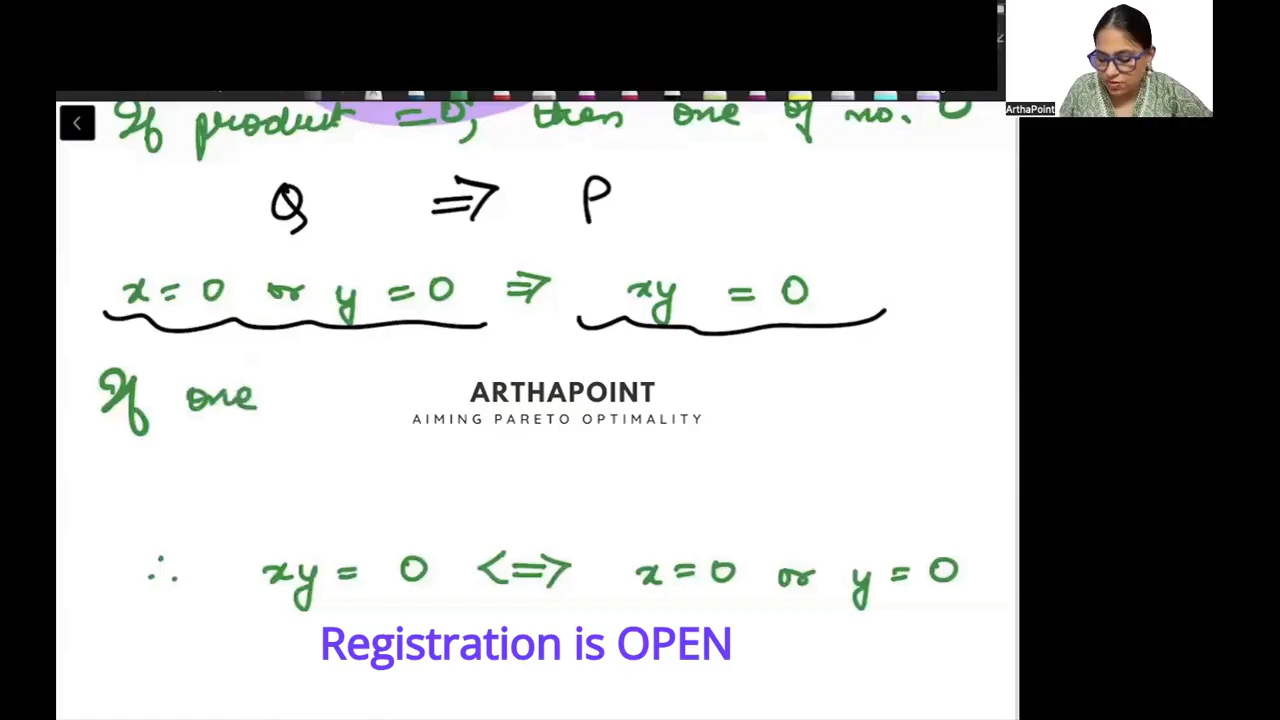 If product = 0, then one of no. 0
ArthaPoint
Q ⇒ P
x = 0 or y = 0 ⇒ xy = 0
If one
ARTHAPOINT
AIMING PARETO OPTIMALITY
∴ xy = 0 <=> x = 0 or y = 0
Registration is OPEN